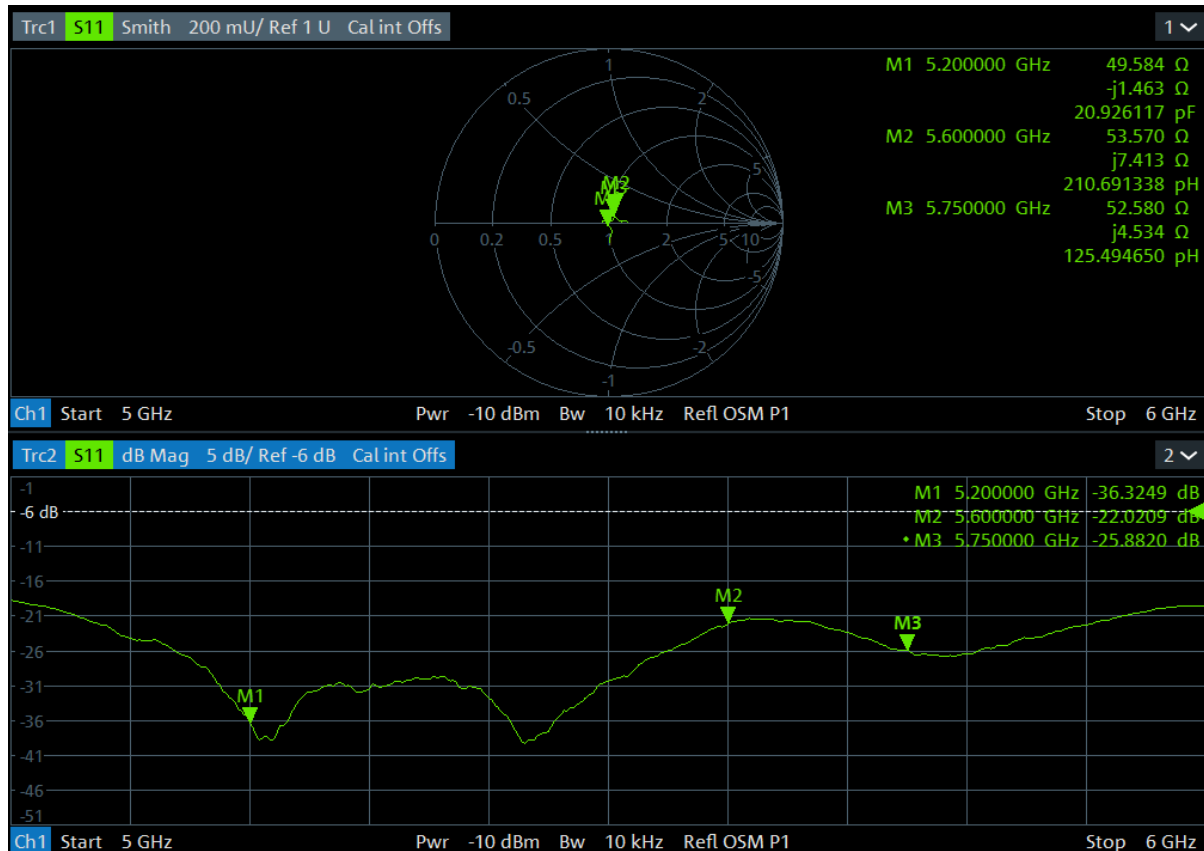 Trc1 S11 Smith 200 mU/ Ref 1 U Cal int Offs 1
M1 5.200000 GHz 49.584 Ω
-j1.463 Ω
20.926117 pF
M2 5.600000 GHz 53.570 Ω
j7.413 Ω
210.691338 pH
M3 5.750000 GHz 52.580 Ω
j4.534 Ω
125.494650 pH
1
0.5 2
5
M2
0 0.2 0.5 1 2 5 10
-5
-0.5 -2
-1
Ch1 Start 5 GHz Pwr -10 dBm Bw 10 kHz Refl OSM P1 Stop 6 GHz
Trc2 S11 dB Mag 5 dB/ Ref -6 dB Cal int Offs 2
M1 5.200000 GHz -36.3249 dB
M2 5.600000 GHz -22.0209 dB
• M3 5.750000 GHz -25.8820 dB
-1
-6 dB
-11
-16
-21
-26
-31
-36
-41
-46
-51
M1
M2
M3
Ch1 Start 5 GHz Pwr -10 dBm Bw 10 kHz Refl OSM P1 Stop 6 GHz